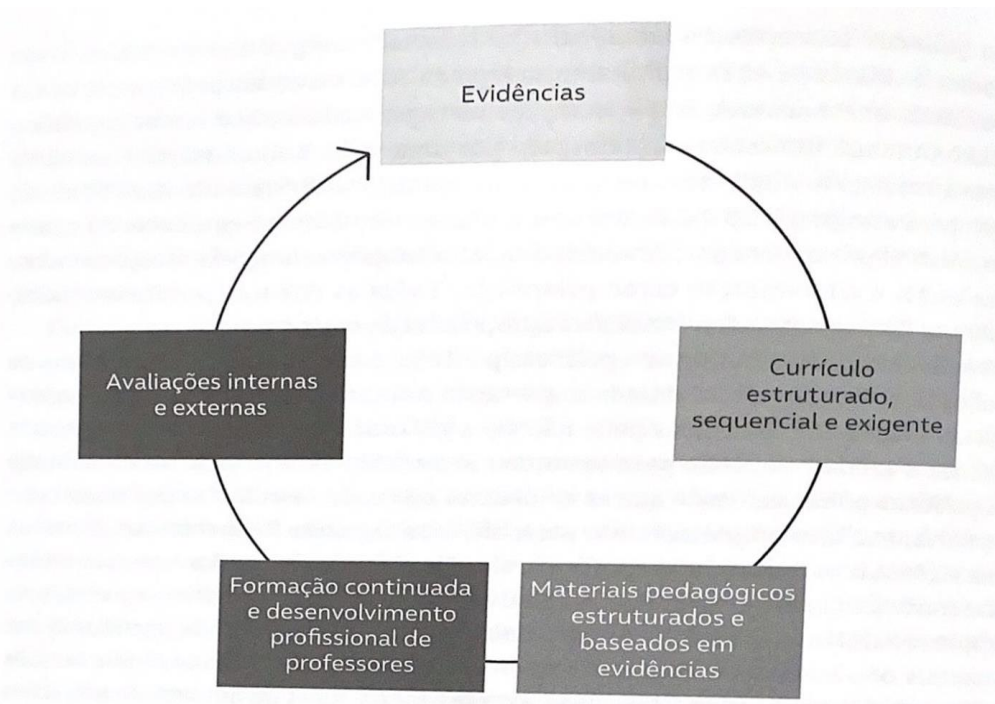 Evidências
Currículo
estruturado,
sequencial e exigente
Materiais pedagógicos
estruturados e
baseados em
evidências
Formação continuada
e desenvolvimento
profissional de
professores
Avaliações internas
e externas